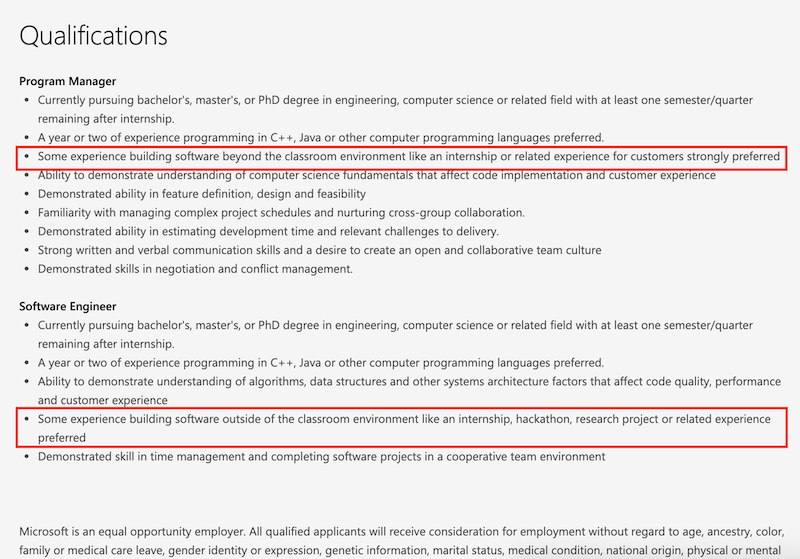 Qualifications
Program Manager
• Currently pursuing bachelor's, master's, or PhD degree in engineering, computer science or related field with at least one semester/quarter
remaining after internship.
• A year or two of experience programming in C++, Java or other computer programming languages preferred.
• Some experience building software beyond the classroom environment like an internship or related experience for customers strongly preferred
• Ability to demonstrate understanding of computer science fundamentals that affect code implementation and customer experience
• Demonstrated ability in feature definition, design and feasibility
• Familiarity with managing complex project schedules and nurturing cross-group collaboration.
• Demonstrated ability in estimating development time and relevant challenges to delivery.
• Strong written and verbal communication skills and a desire to create an open and collaborative team culture
• Demonstrated skills in negotiation and conflict management.
Software Engineer
• Currently pursuing bachelor's, master's, or PhD degree in engineering, computer science or related field with at least one semester/quarter
remaining after internship.
• A year or two of experience programming in C++, Java or other computer programming languages preferred.
• Ability to demonstrate understanding of algorithms, data structures and other systems architecture factors that affect code quality, performance
and customer experience
• Some experience building software outside of the classroom environment like an internship, hackathon, research project or related experience
preferred
• Demonstrated skill in time management and completing software projects in a cooperative team environment
Microsoft is an equal opportunity employer. All qualified applicants will receive consideration for employment without regard to age, ancestry, color,
family or medical care leave, gender identity or expression, genetic information, marital status, medical condition, national origin, physical or mental